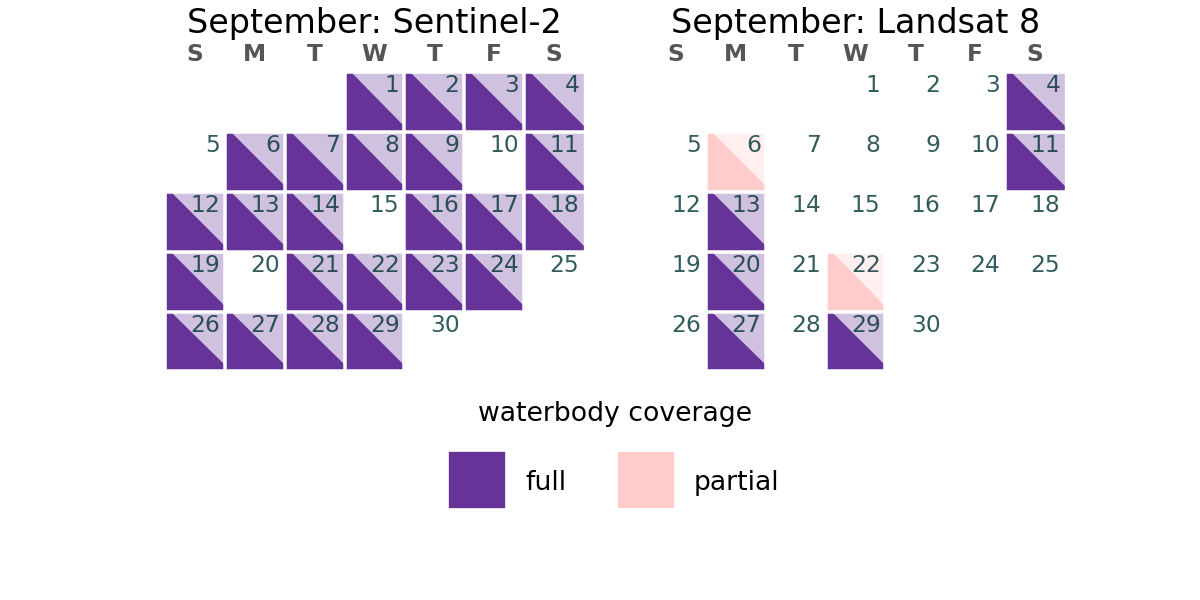 September: Sentinel-2
S M T W T F S
1 2 3 4
5 6 7 8 9 10 11
12 13 14 15 16 17 18
19 20 21 22 23 24 25
26 27 28 29 30
September: Landsat 8
S M T W T F S
1 2 3 4
5 6 7 8 9 10 11
12 13 14 15 16 17 18
19 20 21 22 23 24 25
26 27 28 29 30
waterbody coverage
full partial